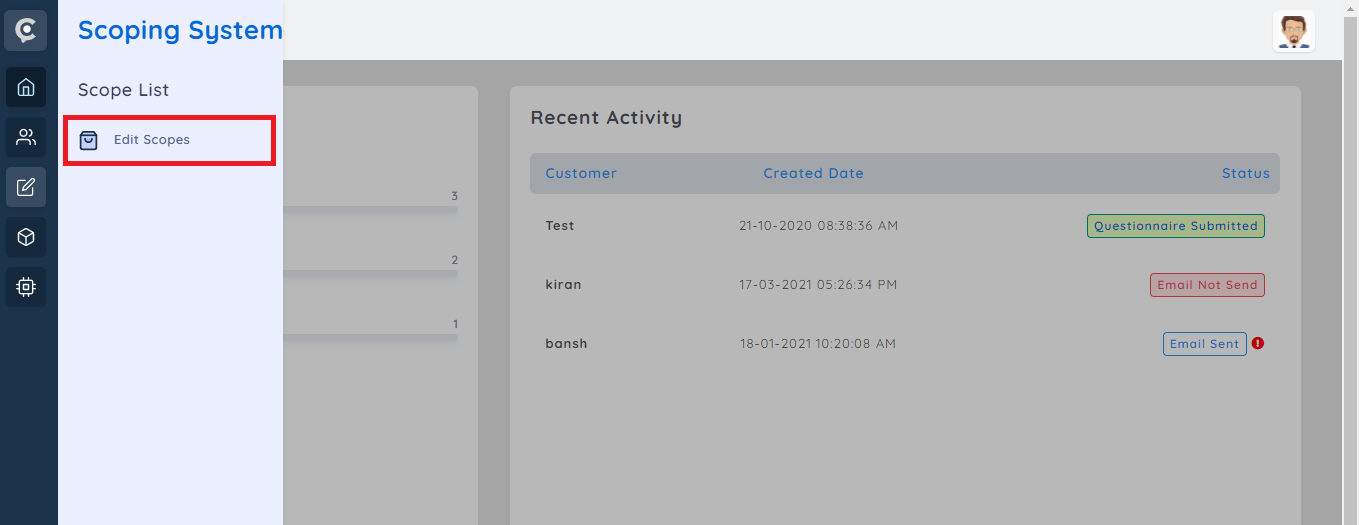 Scoping System
Scope List
Edit Scopes
3
2
1
Recent Activity
Customer Created Date Status
Test 21-10-2020 08:38:36 AM Questionnaire Submitted
kiran 17-03-2021 05:26:34 PM Email Not Send
bansh 18-01-2021 10:20:08 AM Email Sent